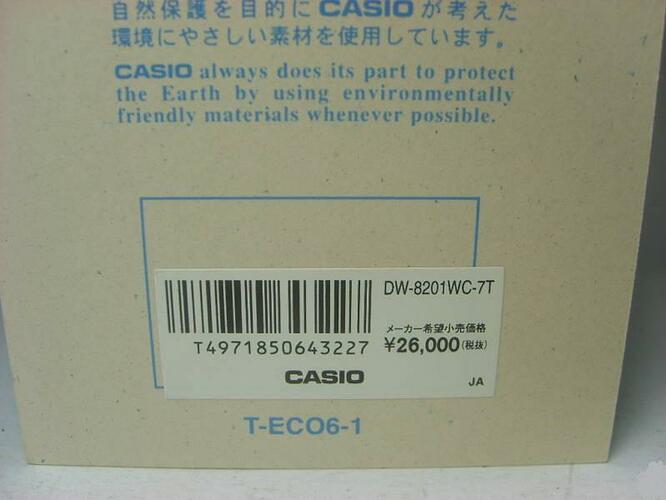 自然保護を目的にCASIOが考えた
環境にやさしい素材を使用しています。
CASIO always does its part to protect
the Earth by using environmentally
friendly materials whenever possible.
DW-8201WC-7T
メーカー希望小売価格
¥26,000(税抜)
T4971850643227
CASIO
JA
T-ECO6-1